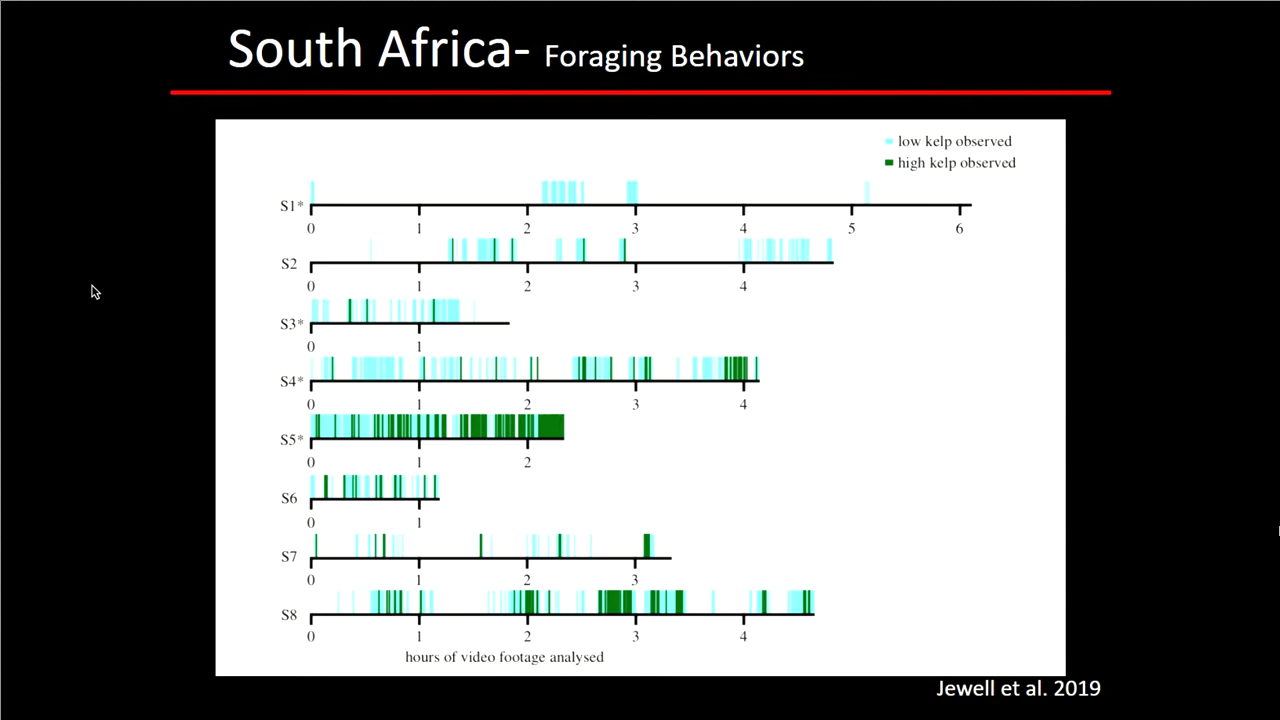 South Africa- Foraging Behaviors
low kelp observed
high kelp observed
S1*
0 1 2 3 4 5 6
S2
0 1 2 3 4
S3*
0 1
S4*
0 1 2 3 4
S5*
0 1 2
S6
0 1
S7
0 1 2 3
S8
0 1 2 3 4
hours of video footage analysed
Jewell et al. 2019